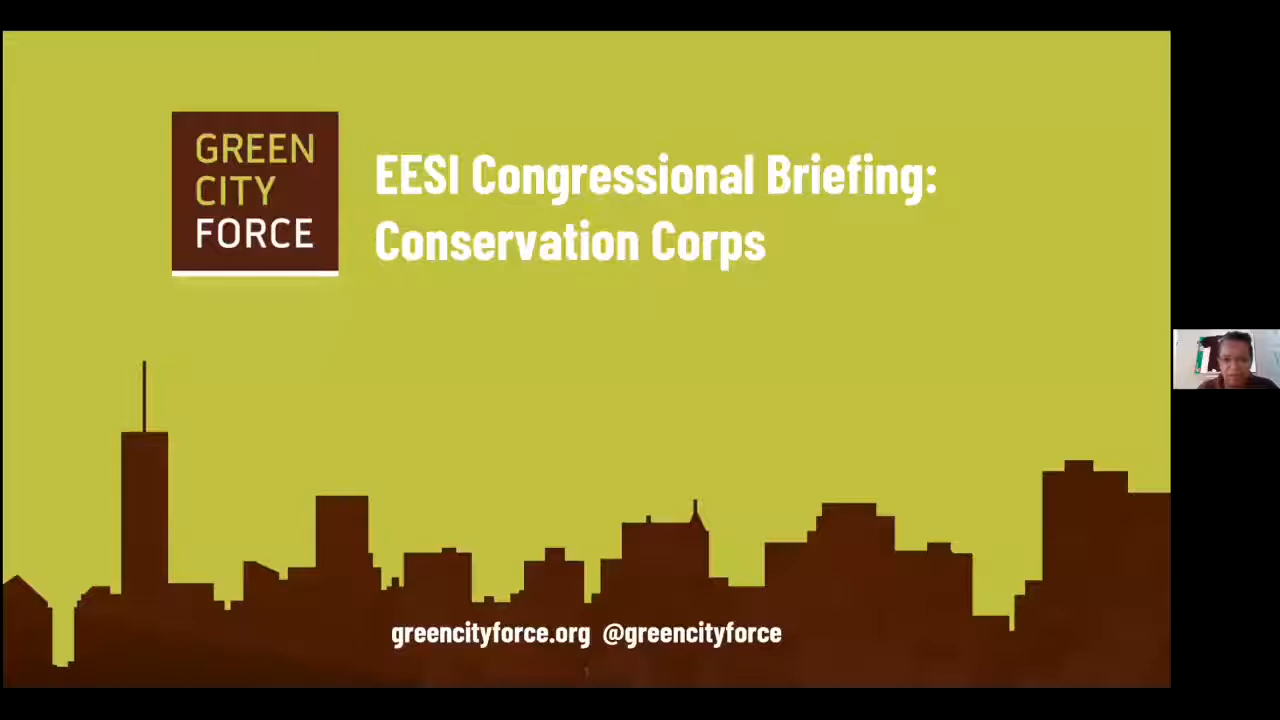 GREEN
CITY
FORCE
EESI Congressional Briefing:
Conservation Corps
greencityforce.org @greencityforce